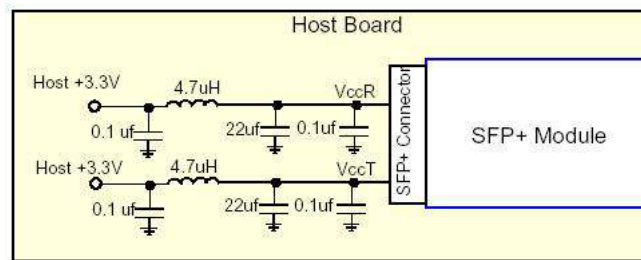 Host Board
Host +3.3V
4.7uH
VccR
0.1 uf
22uf
0.1uf
Host +3.3V
4.7uH
VccT
0.1 uf
22uf
0.1uf
SFP+ Connector
SFP+ Module